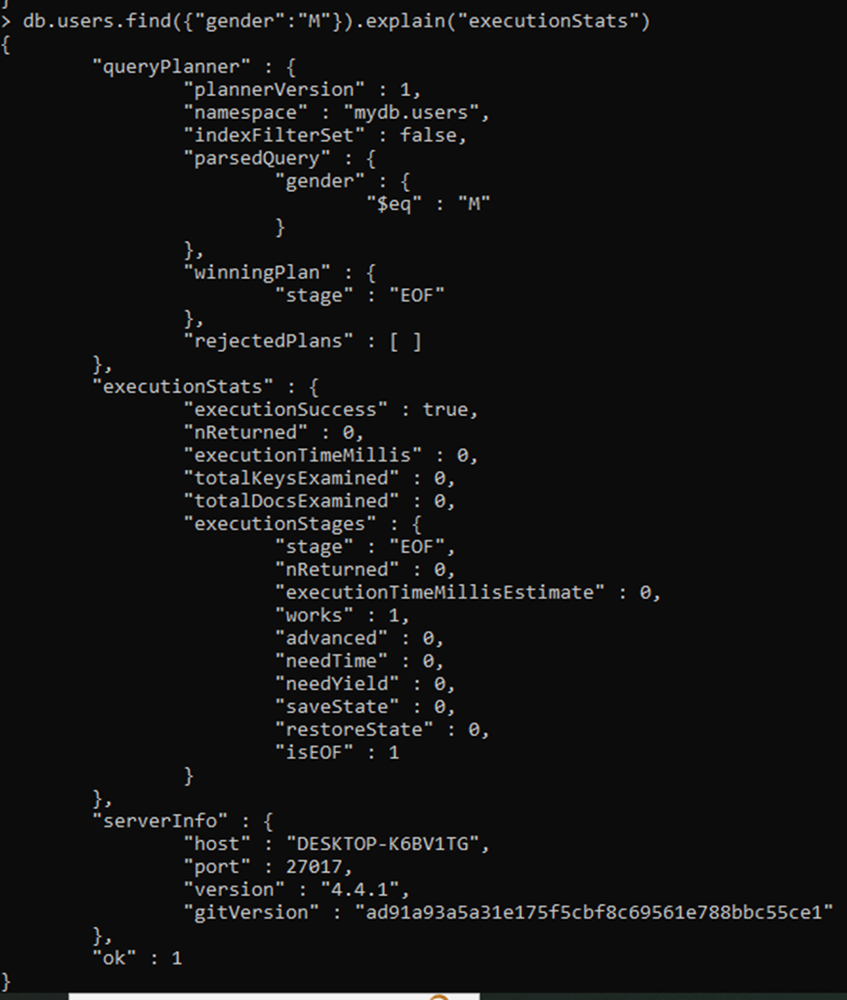 }
> db.users.find({"gender":"M"}).explain("executionStats")
{
        "queryPlanner" : {
                "plannerVersion" : 1,
                "namespace" : "mydb.users",
                "indexFilterSet" : false,
                "parsedQuery" : {
                        "gender" : {
                                "$eq" : "M"
                        }
                },
                "winningPlan" : {
                        "stage" : "EOF"
                },
                "rejectedPlans" : [ ]
        },
        "executionStats" : {
                "executionSuccess" : true,
                "nReturned" : 0,
                "executionTimeMillis" : 0,
                "totalKeysExamined" : 0,
                "totalDocsExamined" : 0,
                "executionStages" : {
                        "stage" : "EOF",
                        "nReturned" : 0,
                        "executionTimeMillisEstimate" : 0,
                        "works" : 1,
                        "advanced" : 0,
                        "needTime" : 0,
                        "needYield" : 0,
                        "saveState" : 0,
                        "restoreState" : 0,
                        "isEOF" : 1
                }
        },
        "serverInfo" : {
                "host" : "DESKTOP-K6BV1TG",
                "port" : 27017,
                "version" : "4.4.1",
                "gitVersion" : "ad91a93a5a31e175f5cbf8c69561e788bbc55ce1"
        },
        "ok" : 1
}